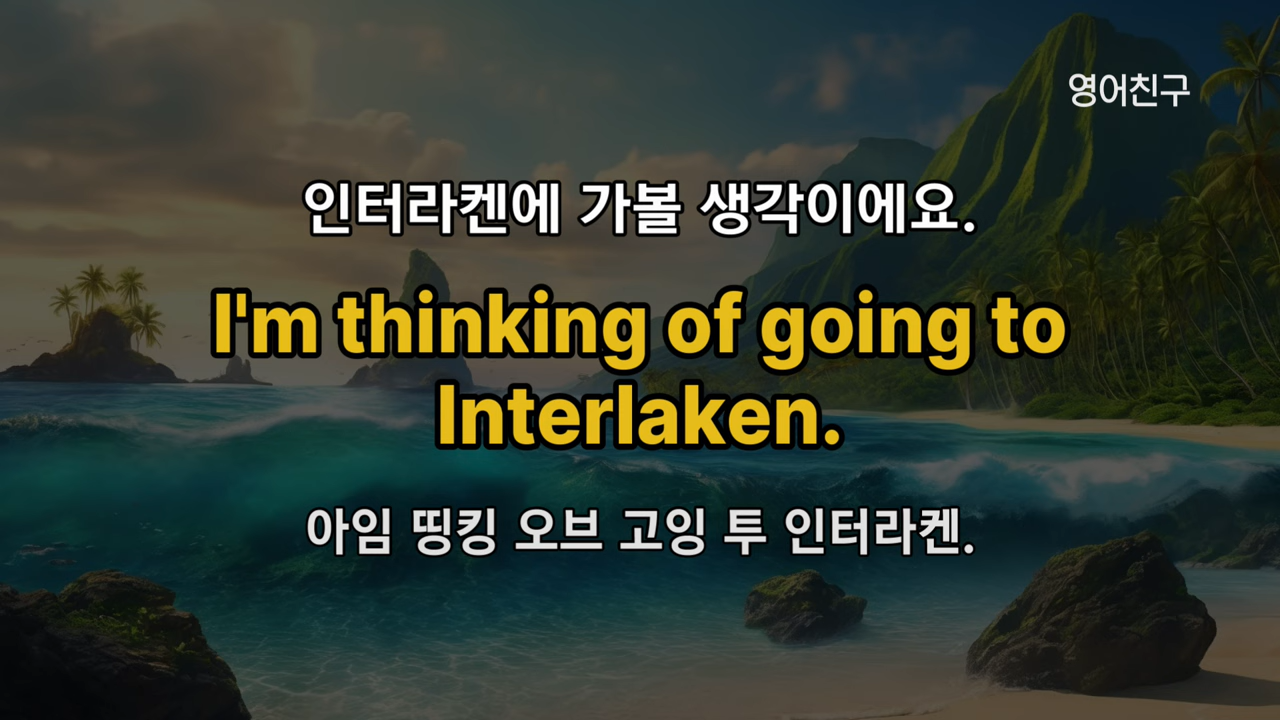 영어친구
인터라켄에 가볼 생각이에요.
I'm thinking of going to
Interlaken.
아임 띵킹 오브 고잉 투 인터라켄.